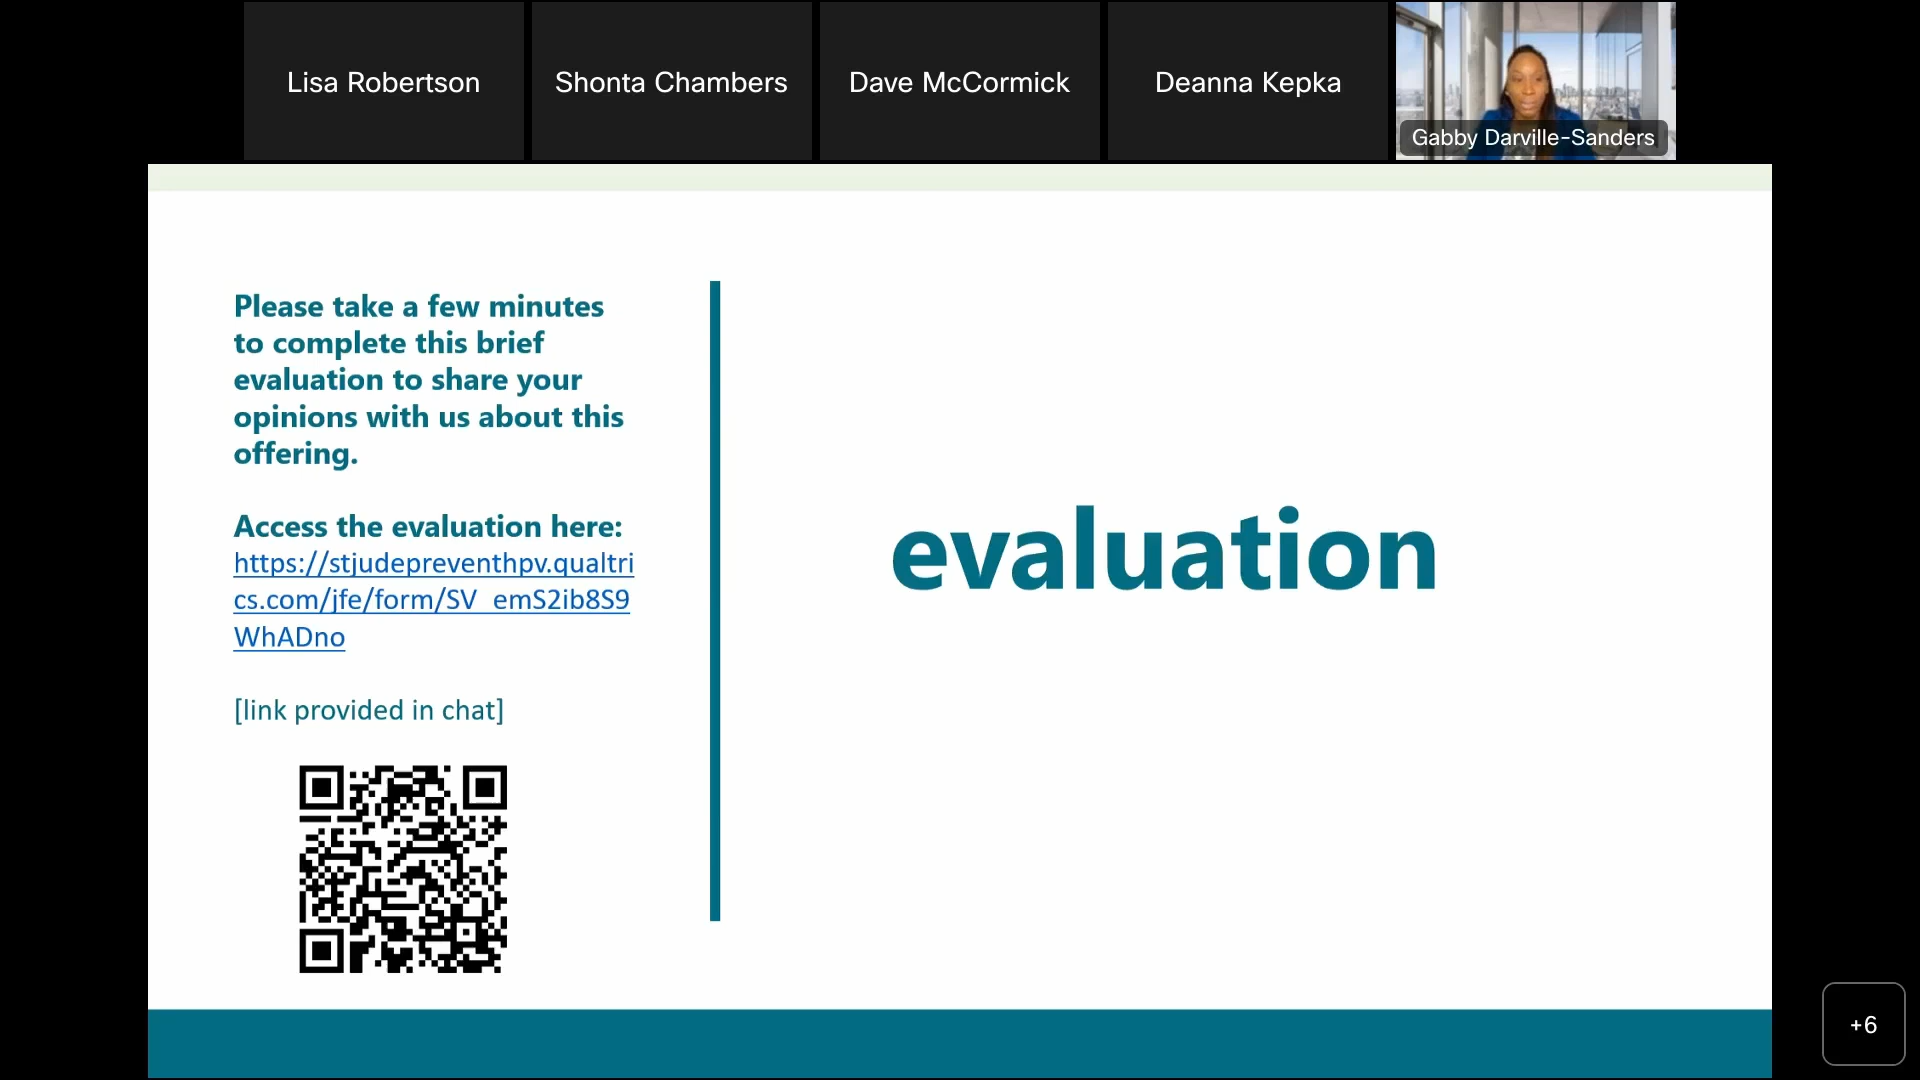 Lisa Robertson
Shonta Chambers
Dave McCormick
Deanna Kepka
Gabby Darville-Sanders
Please take a few minutes
to complete this brief
evaluation to share your
opinions with us about this
offering.
Access the evaluation here:
https://stjudepreventhpv.qualtri
cs.com/jfe/form/SV_emS2ib8S9
WhADno
[link provided in chat]
evaluation
+6